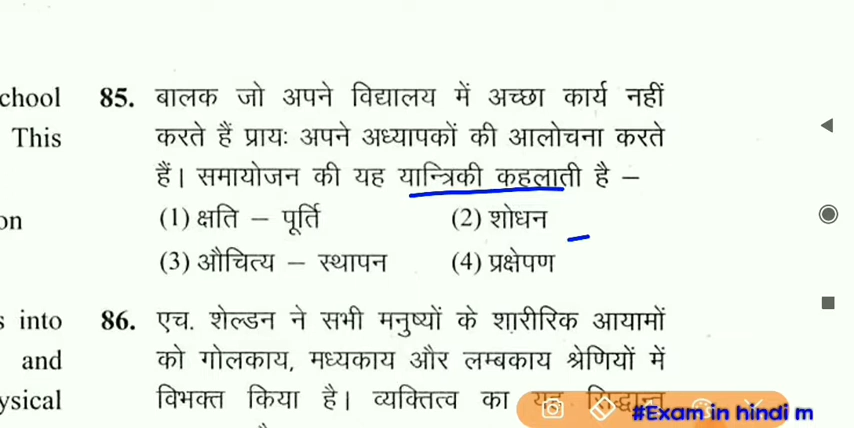 chool
This
on
s into
and
ysical
85. बालक जो अपने विद्यालय में अच्छा कार्य नहीं
करते हैं प्रायः अपने अध्यापकों की आलोचना करते
हैं। समायोजन की यह यान्त्रिकी कहलाती है –
(1) क्षति – पूर्ति (2) शोधन
(3) औचित्य – स्थापन (4) प्रक्षेपण
86. एच. शेल्डन ने सभी मनुष्यों के शारीरिक आयामों
को गोलकाय, मध्यकाय और लम्बकाय श्रेणियों में
विभक्त किया है। व्यक्तित्व का यह सिद्धान्त
#Exam in hindi m